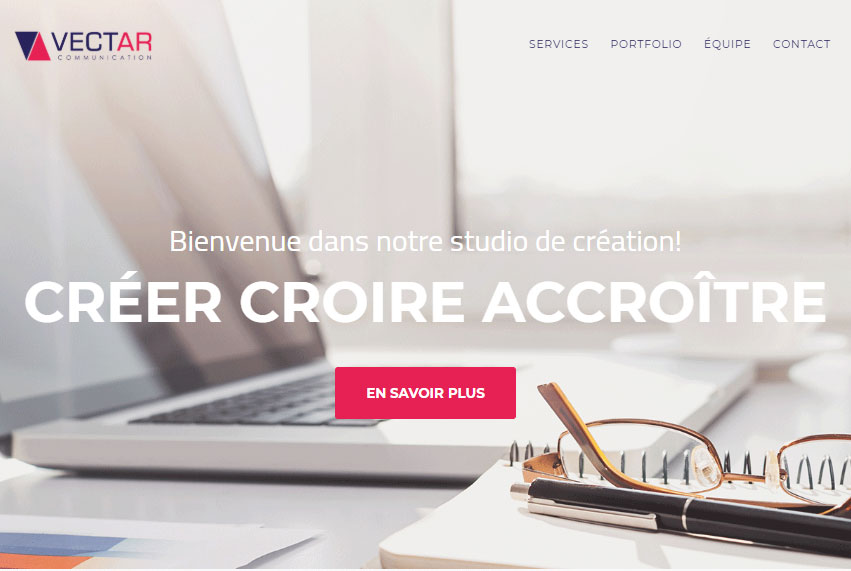 VECTAR
COMMUNICATION
SERVICES PORTFOLIO ÉQUIPE CONTACT
Bienvenue dans notre studio de création!
CRÉER CROIRE ACCROÎTRE
EN SAVOIR PLUS